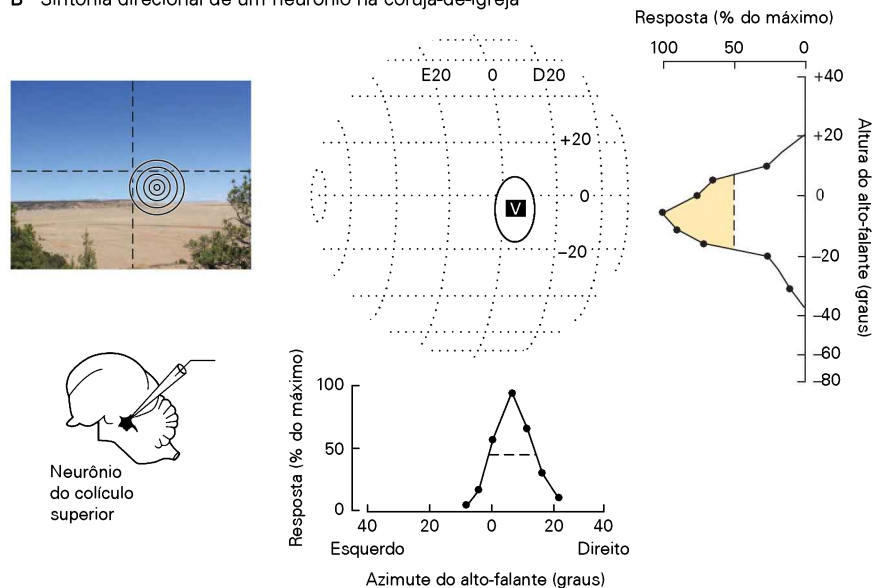 B Sintonia direcional de um neurônio na coruja-de-igreja
Resposta (% do máximo)
100 50 0
E20 0 D20
+20
0
–20
V
+40
+20
0
–20
–40
–60
–80
Altura do alto-falante (graus)
Neurônio
do colículo
superior
Resposta (% do máximo)
100
50
0
40 20 0 20 40
Esquerdo Direito
Azimute do alto-falante (graus)